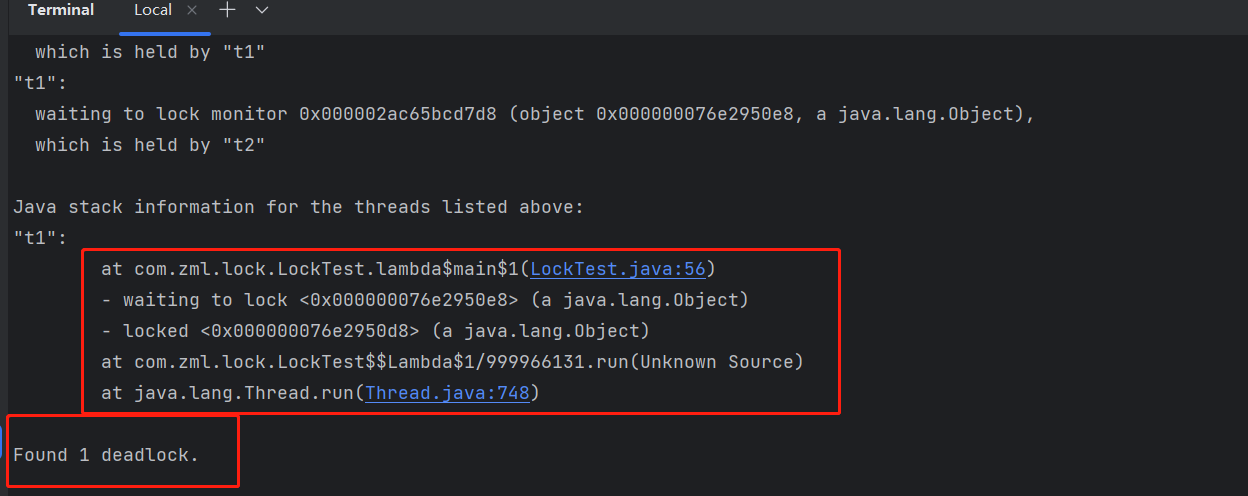 Terminal Local
which is held by "t1"
"t1":
waiting to lock monitor 0x000002ac65bcd7d8 (object 0x000000076e2950e8, a java.lang.Object),
which is held by "t2"
Java stack information for the threads listed above:
"t1":
at com.zml.lock.LockTest.lambda$main$1(LockTest.java:56)
- waiting to lock <0x000000076e2950e8> (a java.lang.Object)
- locked <0x000000076e2950d8> (a java.lang.Object)
at com.zml.lock.LockTest$$Lambda$1/999966131.run(Unknown Source)
at java.lang.Thread.run(Thread.java:748)
Found 1 deadlock.